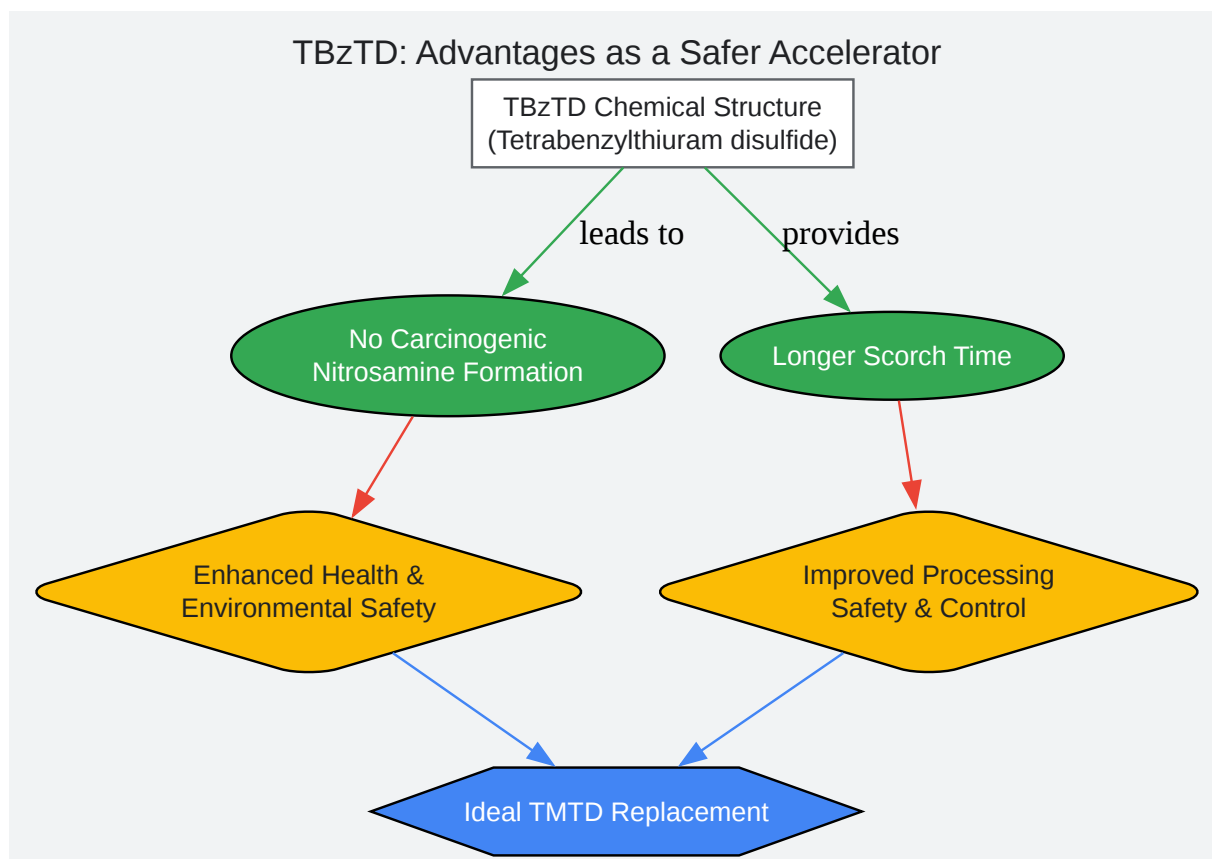 TBzTD: Advantages as a Safer Accelerator
TBzTD Chemical Structure
(Tetrabenzylthiuram disulfide)
leads to
provides
No Carcinogenic
Nitrosamine Formation
Longer Scorch Time
Enhanced Health &
Environmental Safety
Improved Processing
Safety & Control
Ideal TMTD Replacement